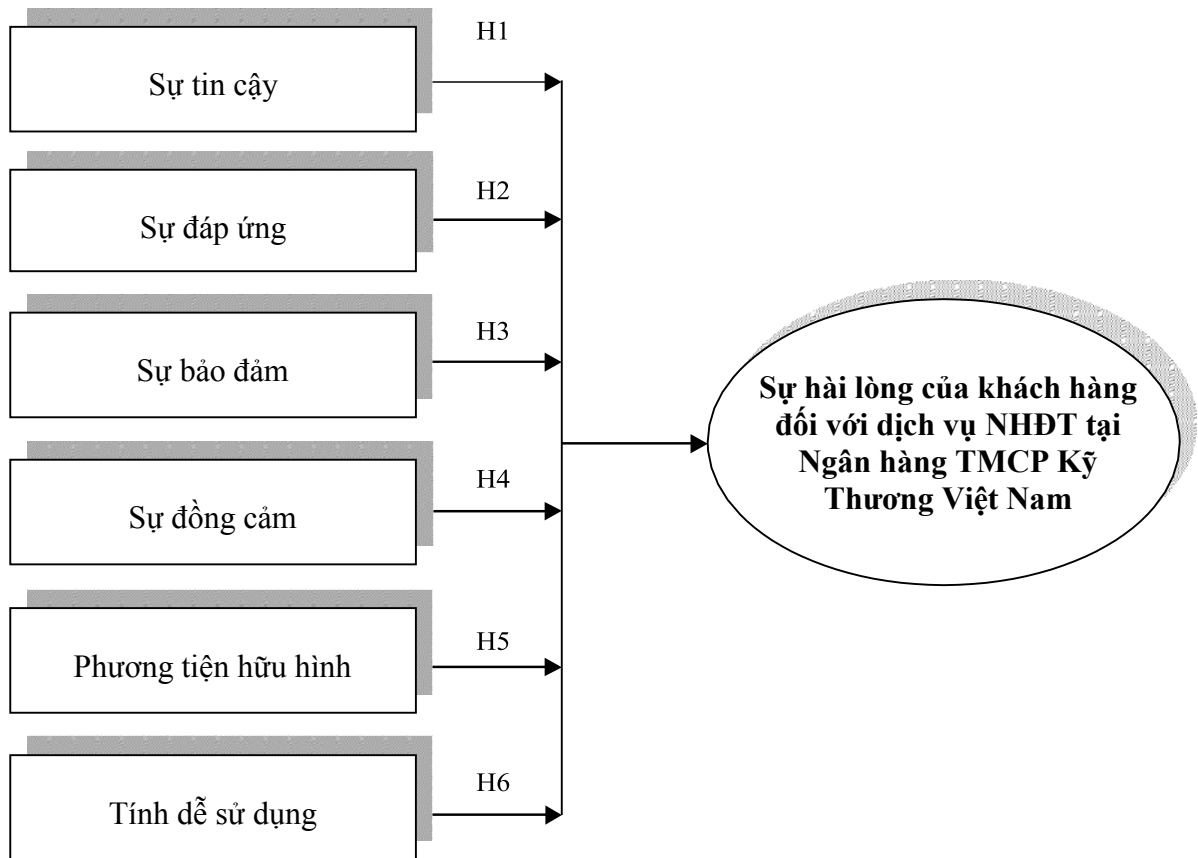 H1
Sự tin cậy
H2
Sự đáp ứng
H3
Sự bảo đảm
H4
Sự đồng cảm
H5
Phương tiện hữu hình
H6
Tính dễ sử dụng
Sự hài lòng của khách hàng
đối với dịch vụ NHĐT tại
Ngân hàng TMCP Kỹ
Thương Việt Nam